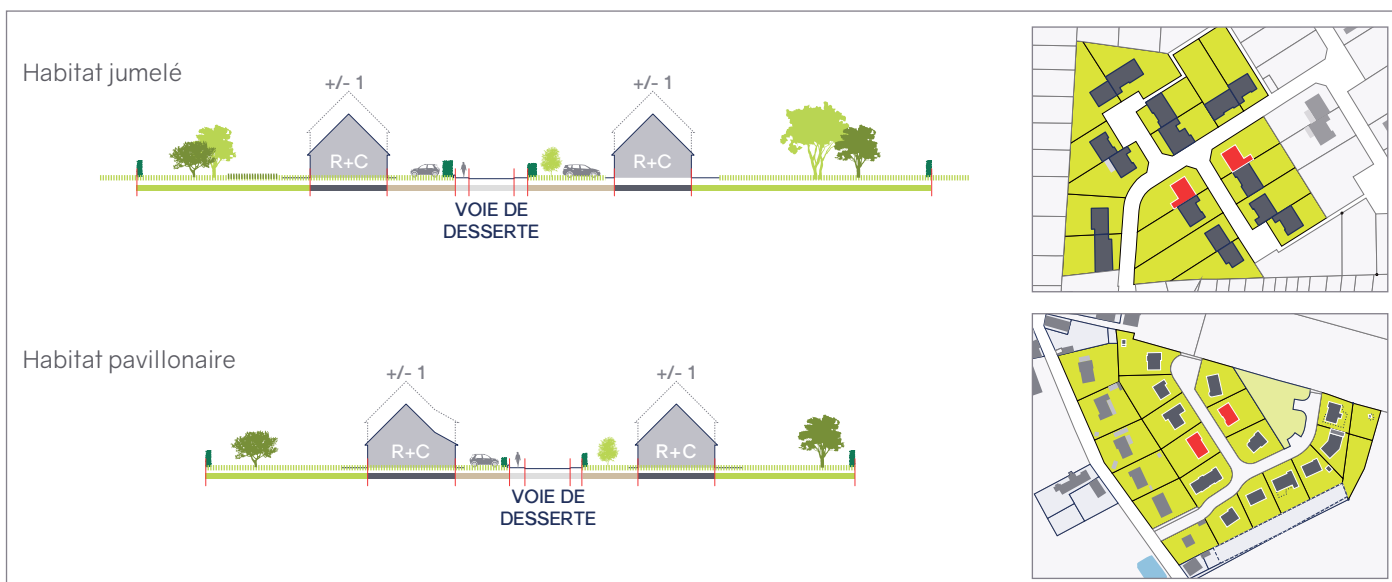 Habitat jumelé
+/- 1
+/- 1
R+C
R+C
VOIE DE
DESSERTE
Habitat pavillonaire
+/- 1
+/- 1
R+C
R+C
VOIE DE
DESSERTE